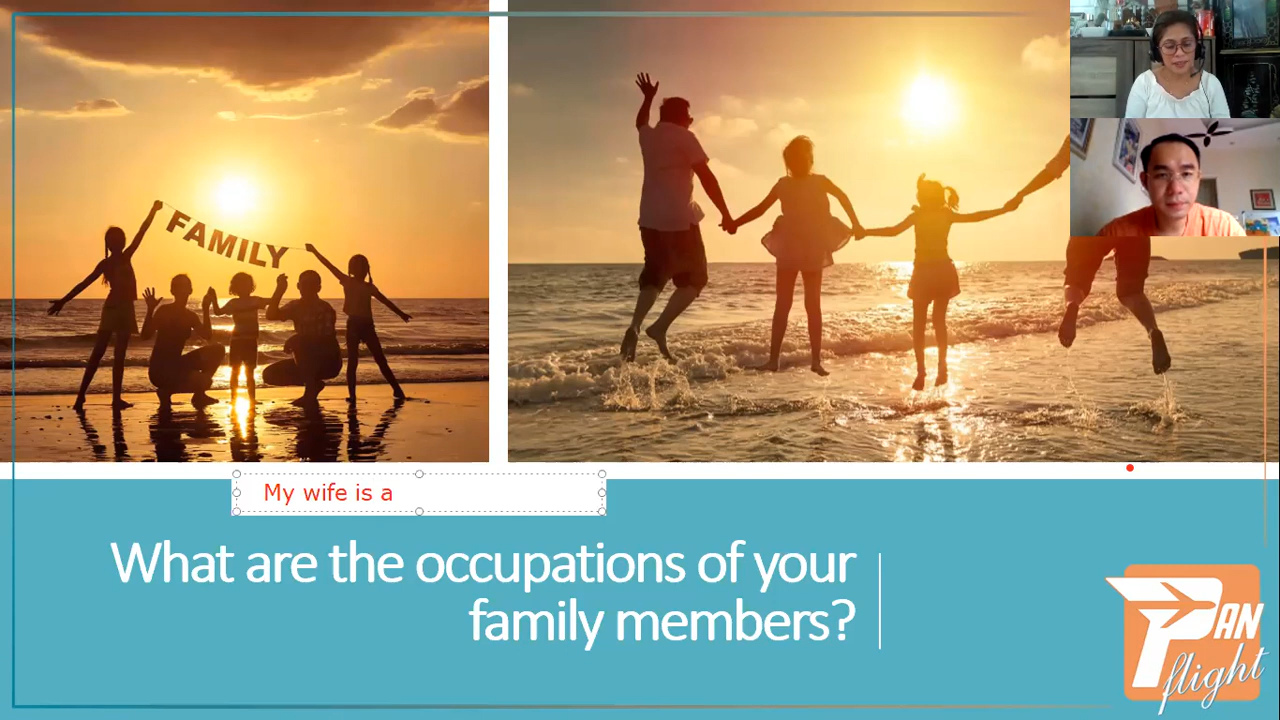 FAMILY
My wife is a
What are the occupations of your
family members?
PAN
flight